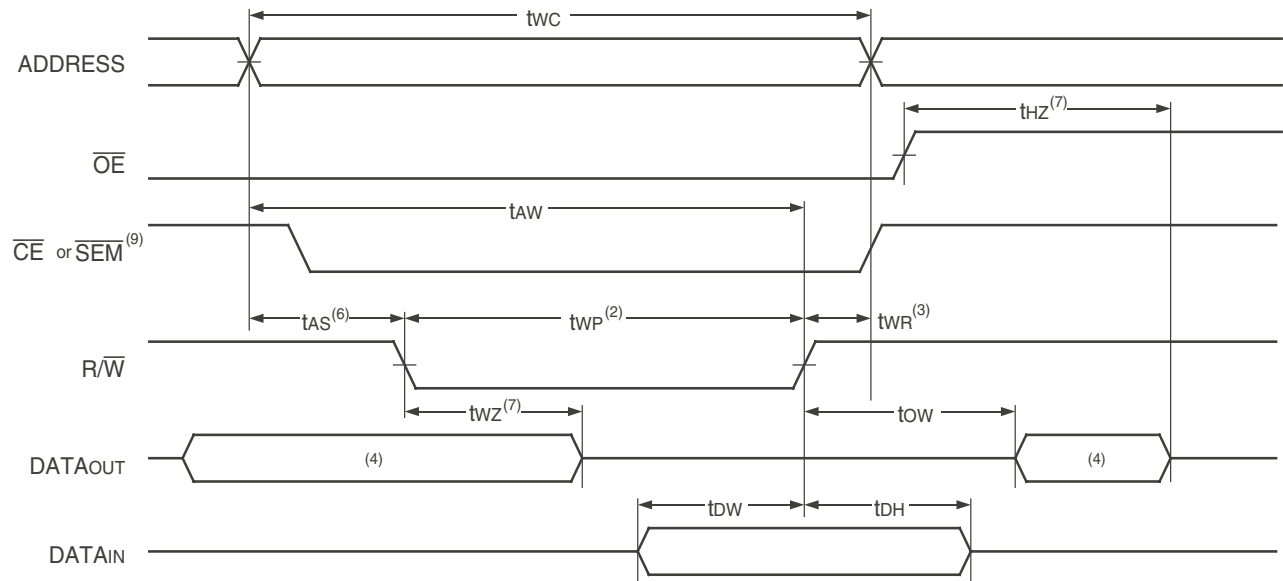 tWC
ADDRESS
tHZ(7)
OE
tAW
CE or SEM(9)
tAS(6) tWP(2) tWR(3)
R/W
tWZ(7) tOW
DATAOUT (4) (4)
tDW tDH
DATAIN